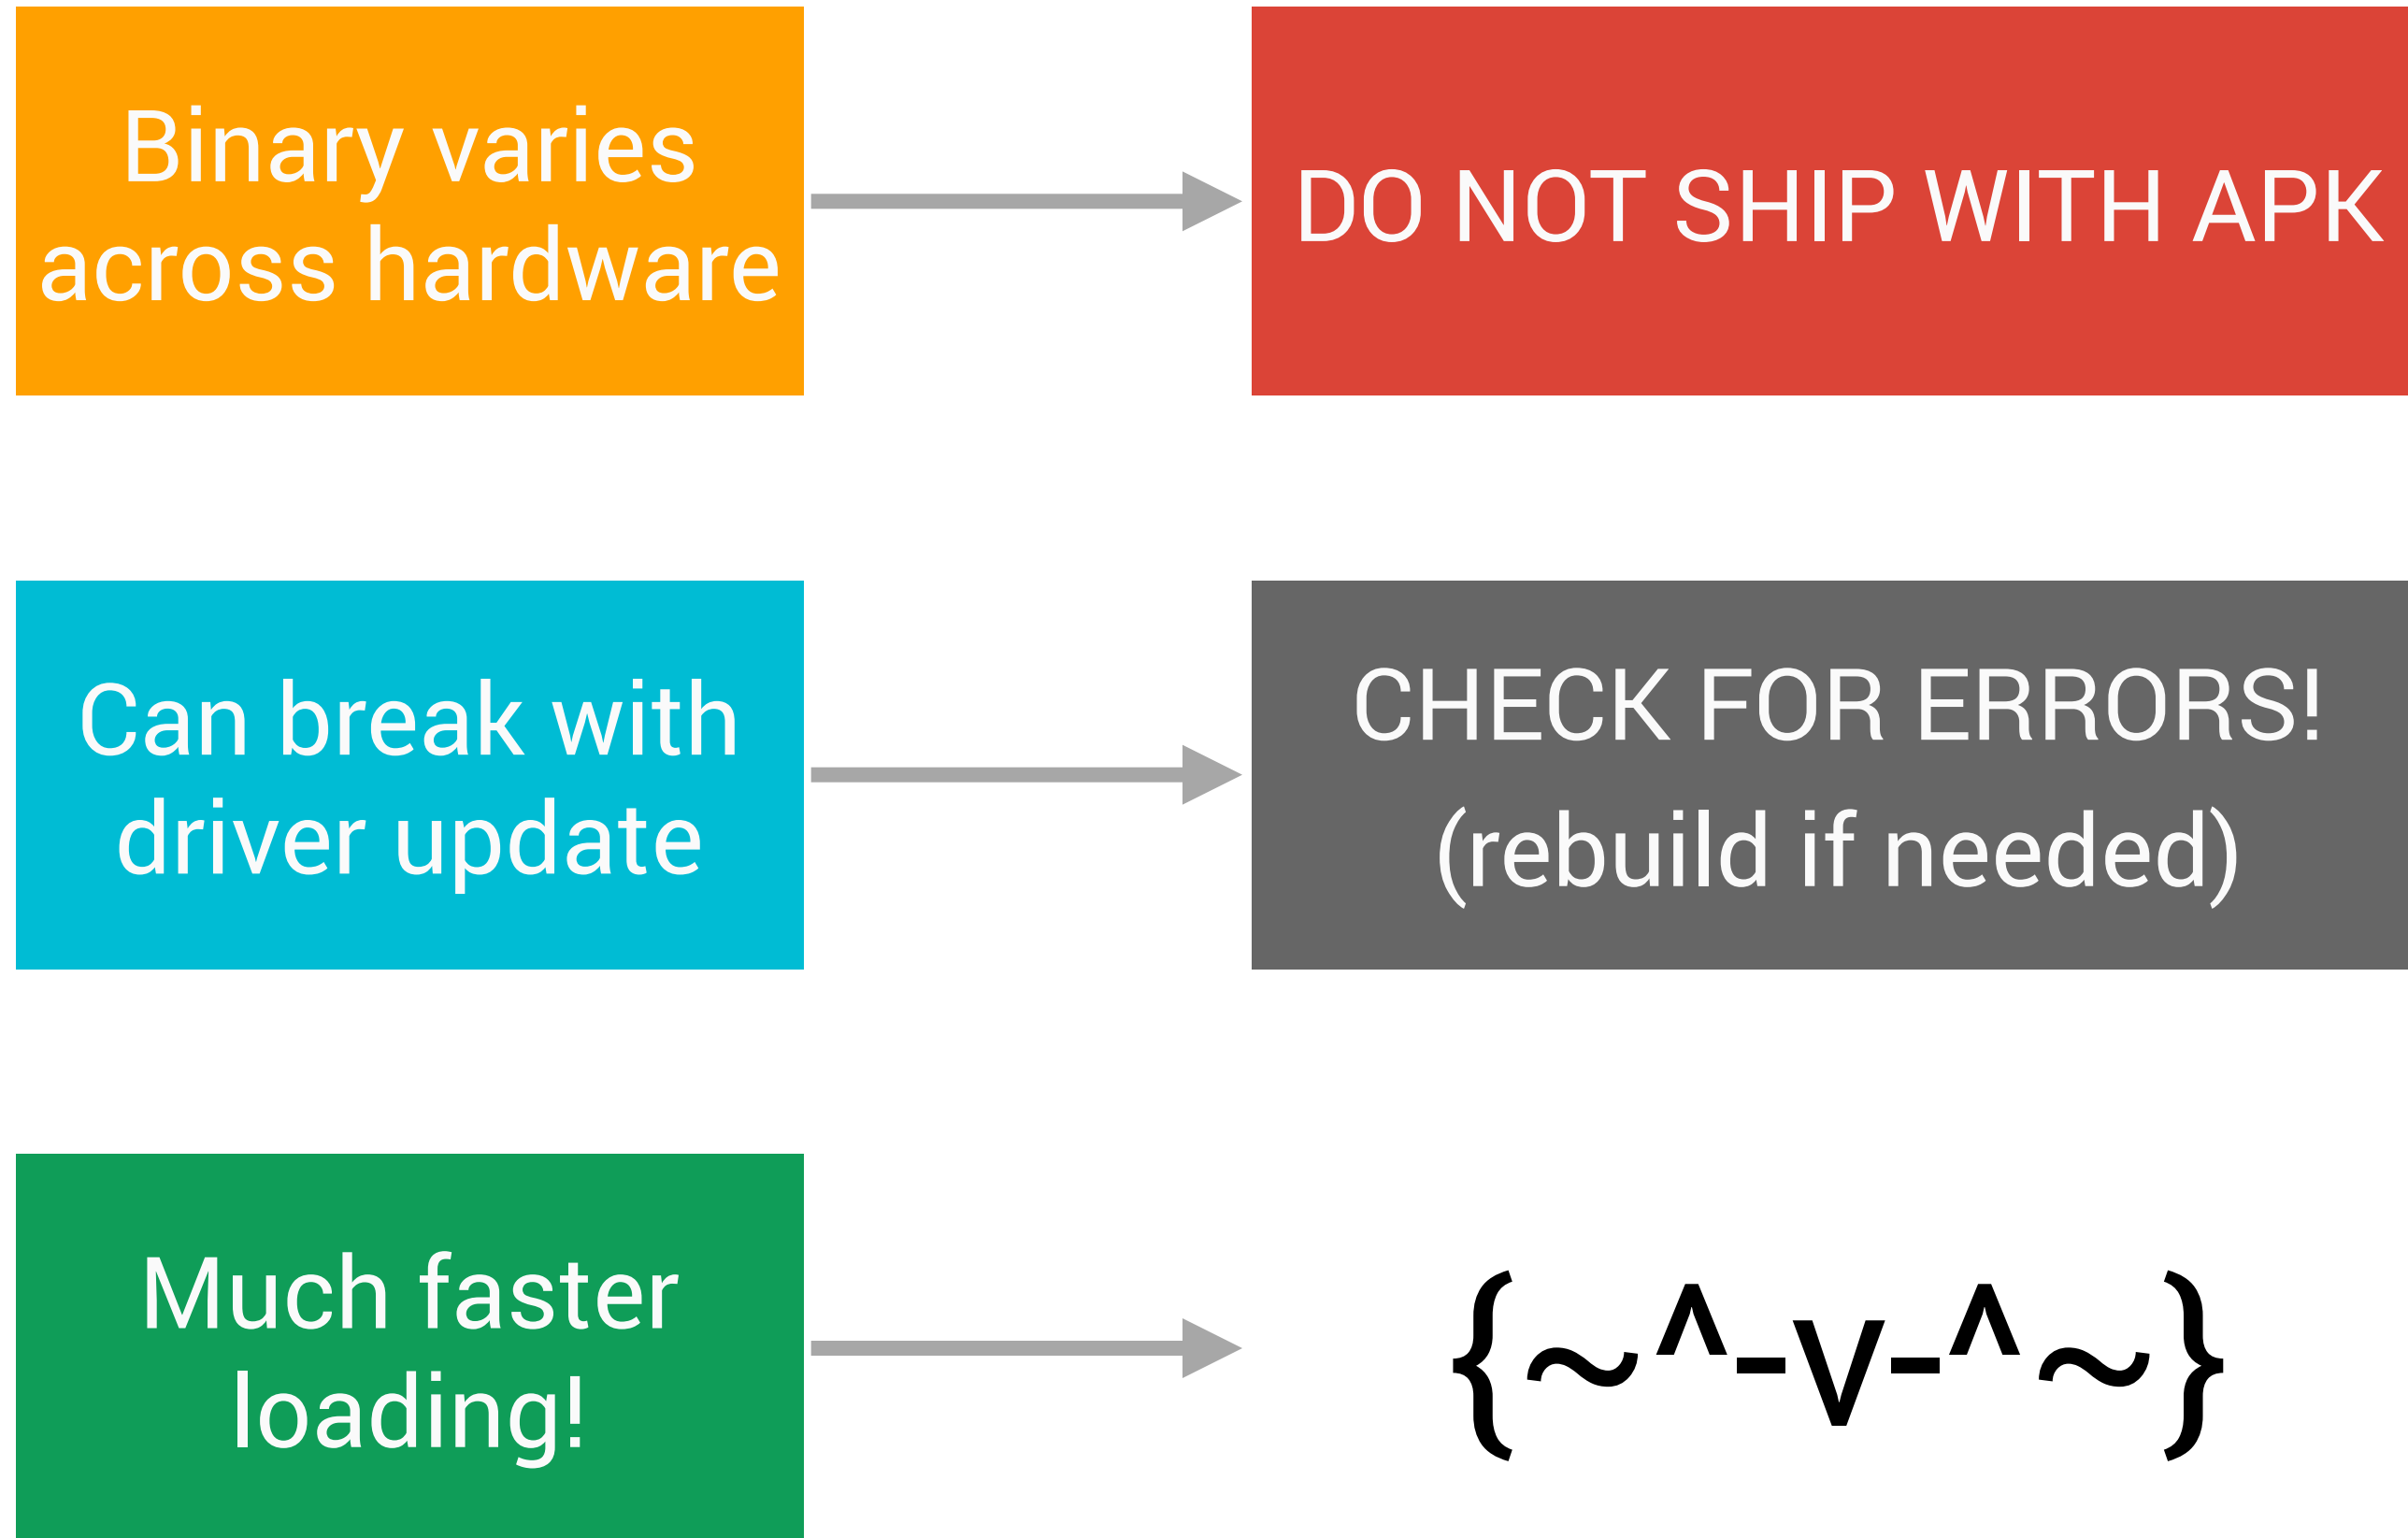 Binary varies
across hardware
DO NOT SHIP WITH APK
Can break with
driver update
CHECK FOR ERRORS!
(rebuild if needed)
Much faster
loading!
{~^-v-^~}